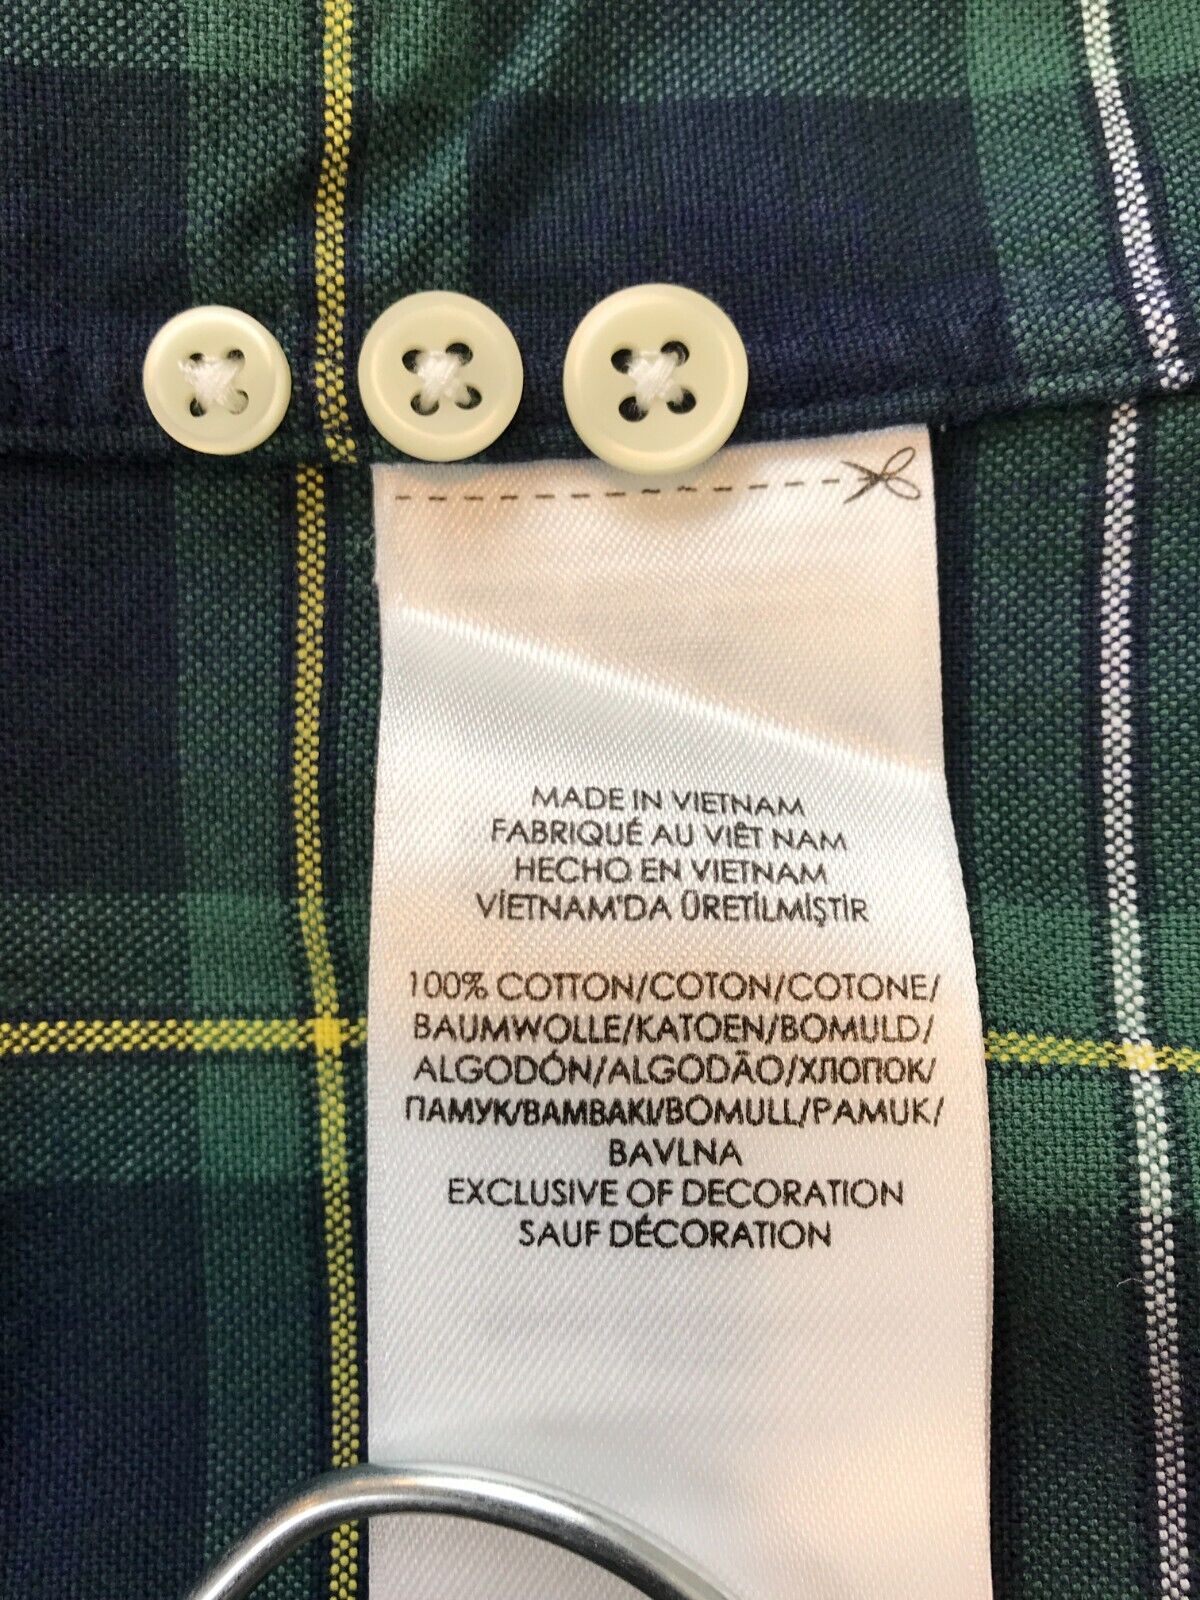 MADE IN VIETNAM
FABRIQUÉ AU VIÊT NAM
HECHO EN VIETNAM
VİETNAM'DA ÜRETİLMİŞTİR
100% COTTON/COTON/COTONE/
BAUMWOLLE/KATOEN/BOMULD/
ALGODÓN/ALGODÃO/ХЛОПОК/
ПАМУК/ΒΑΜΒΑΚΙ/BOMULL/PAMUK/
BAVLNA
EXCLUSIVE OF DECORATION
SAUF DÉCORATION